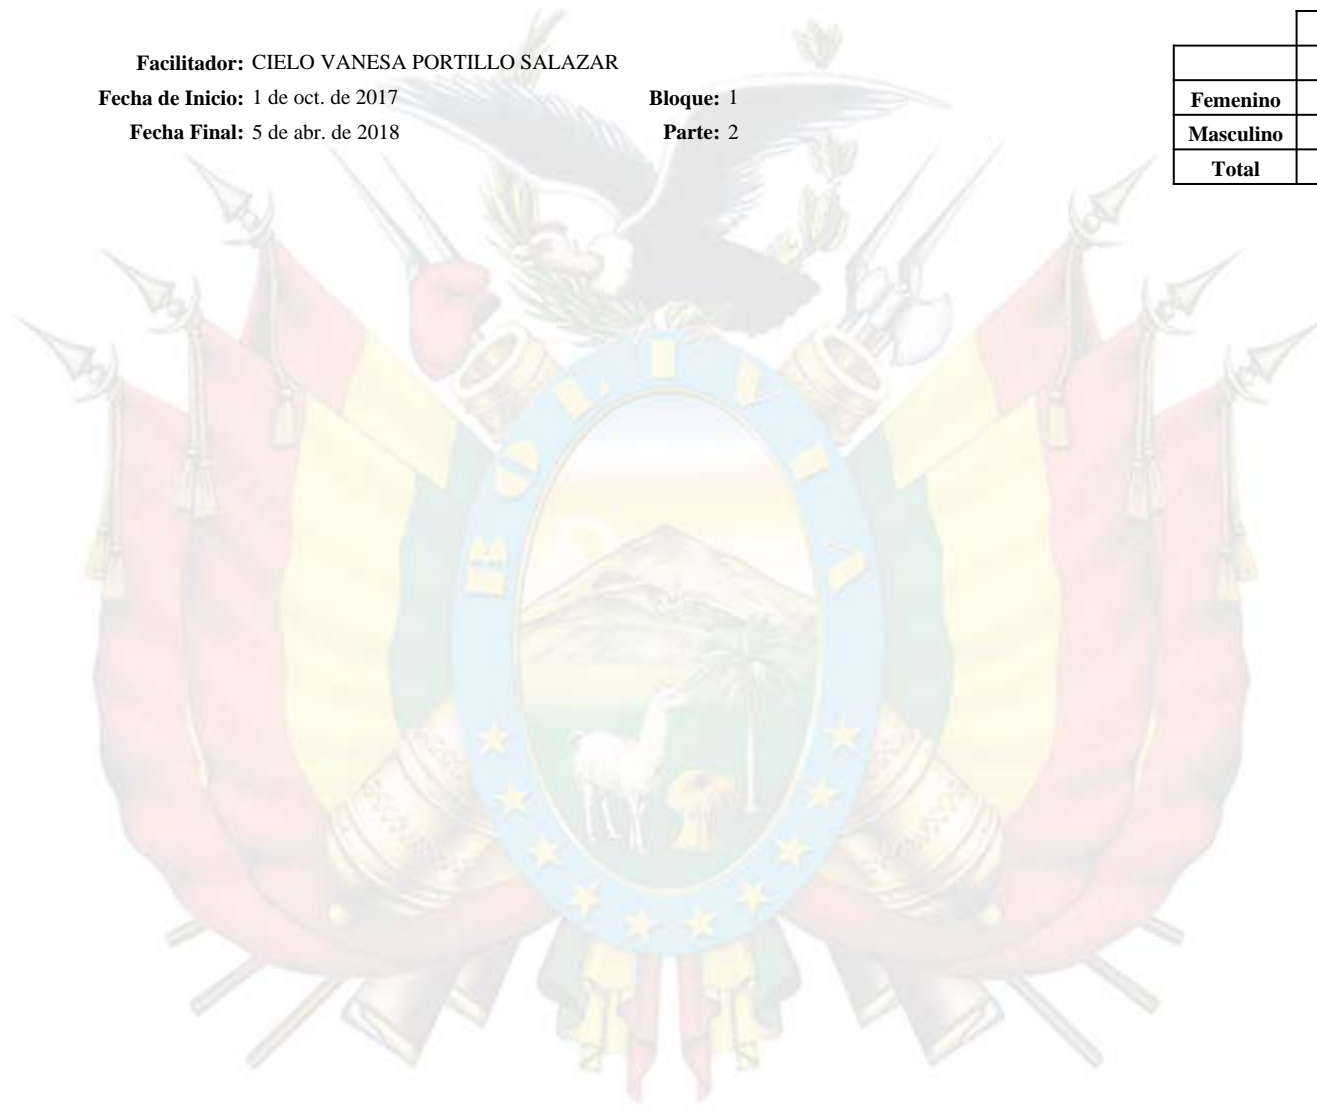 Facilitador: CIELO VANESA PORTILLO SALAZAR
Fecha de Inicio: 1 de oct. de 2017 Bloque: 1
Fecha Final: 5 de abr. de 2018 Parte: 2
Femenino
Masculino
Total
BOLIVIA